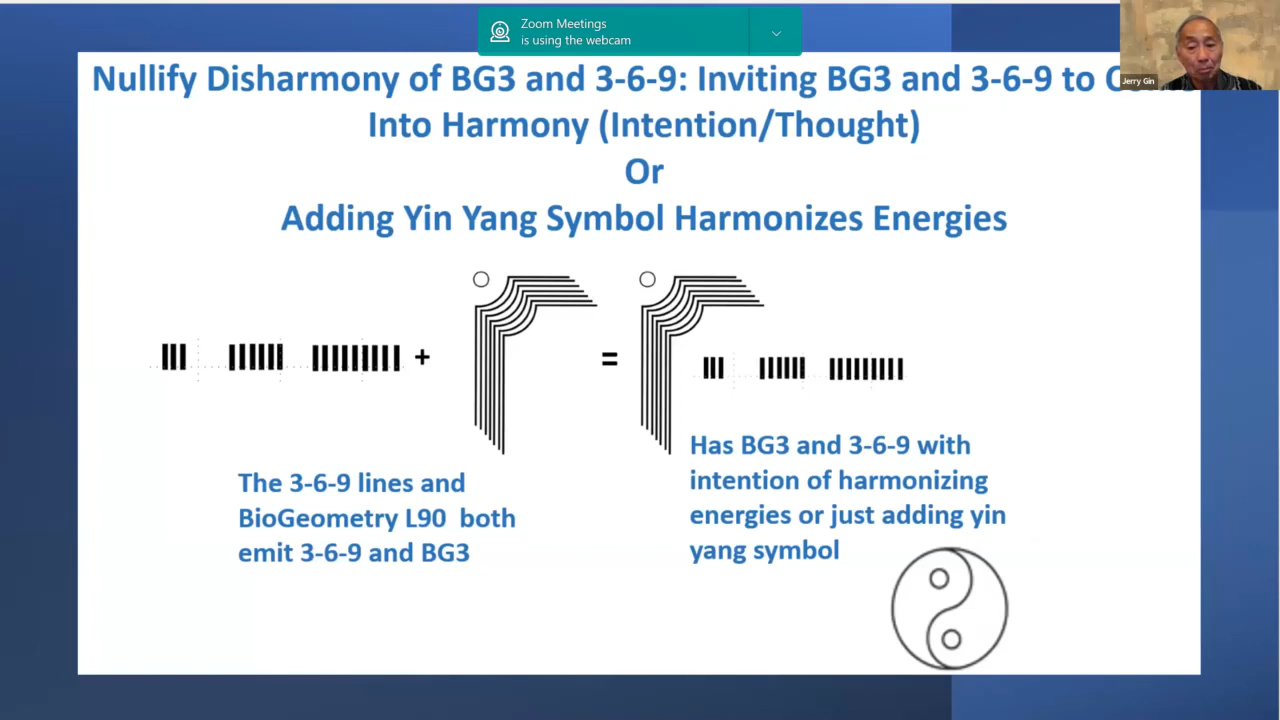 Zoom Meetings
is using the webcam
Jerry Gin
Nullify Disharmony of BG3 and 3-6-9: Inviting BG3 and 3-6-9 to
Into Harmony (Intention/Thought)
Or
Adding Yin Yang Symbol Harmonizes Energies
+
=
The 3-6-9 lines and
BioGeometry L90 both
emit 3-6-9 and BG3
Has BG3 and 3-6-9 with
intention of harmonizing
energies or just adding yin
yang symbol